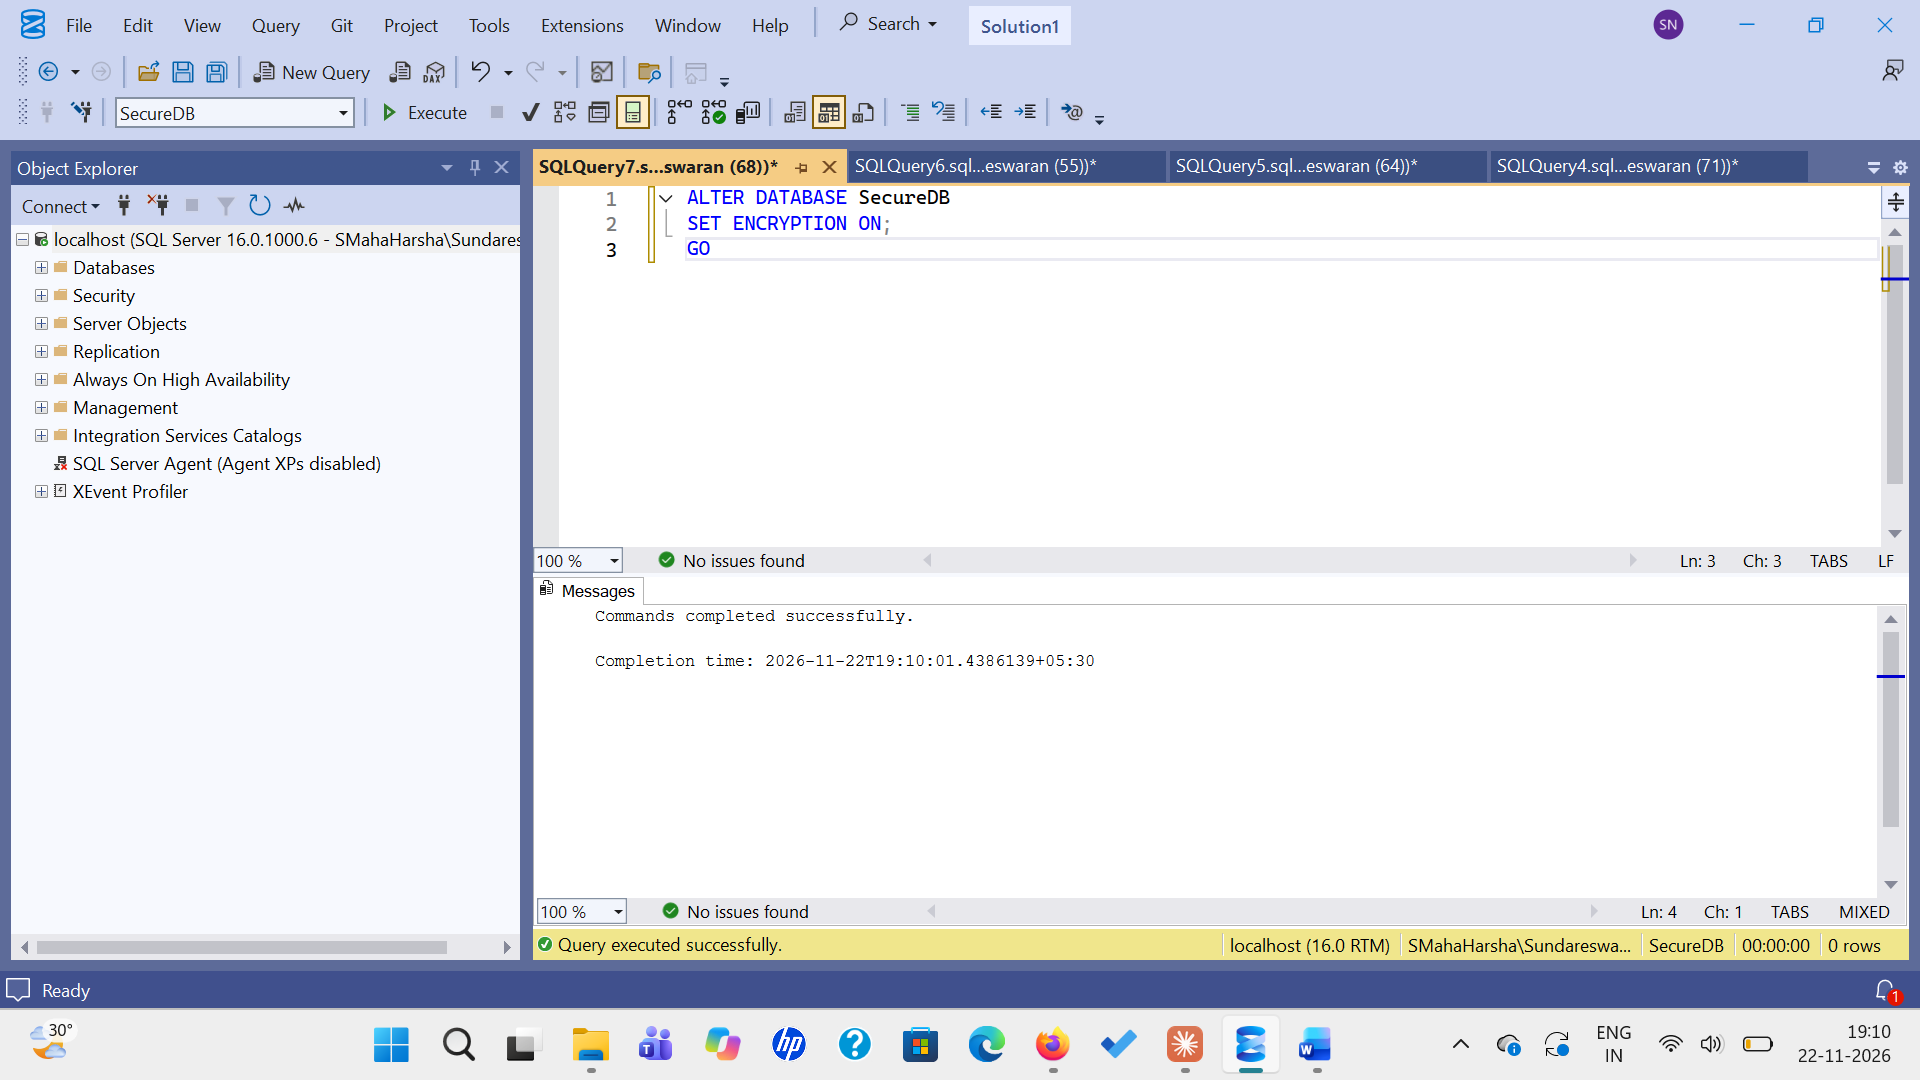 File Edit View Query Git Project Tools Extensions Window Help Search Solution1 SN
New Query DAX
SecureDB Execute
Object Explorer
Connect
localhost (SQL Server 16.0.1000.6 - SMahaHarsha\Sundares
Databases
Security
Server Objects
Replication
Always On High Availability
Management
Integration Services Catalogs
SQL Server Agent (Agent XPs disabled)
XEvent Profiler
SQLQuery7.s...swaran (68))* SQLQuery6.sql...eswaran (55))* SQLQuery5.sql...eswaran (64))* SQLQuery4.sql...eswaran (71))*
1 ALTER DATABASE SecureDB
2 SET ENCRYPTION ON;
3 GO
100 % No issues found Ln: 3 Ch: 3 TABS LF
Messages
Commands completed successfully.
Completion time: 2026-11-22T19:10:01.4386139+05:30
100 % No issues found Ln: 4 Ch: 1 TABS MIXED
Query executed successfully. localhost (16.0 RTM) SMahaHarsha\Sundareswa... SecureDB 00:00:00 0 rows
Ready 1
30°
hp
ENG
IN
19:10
22-11-2026